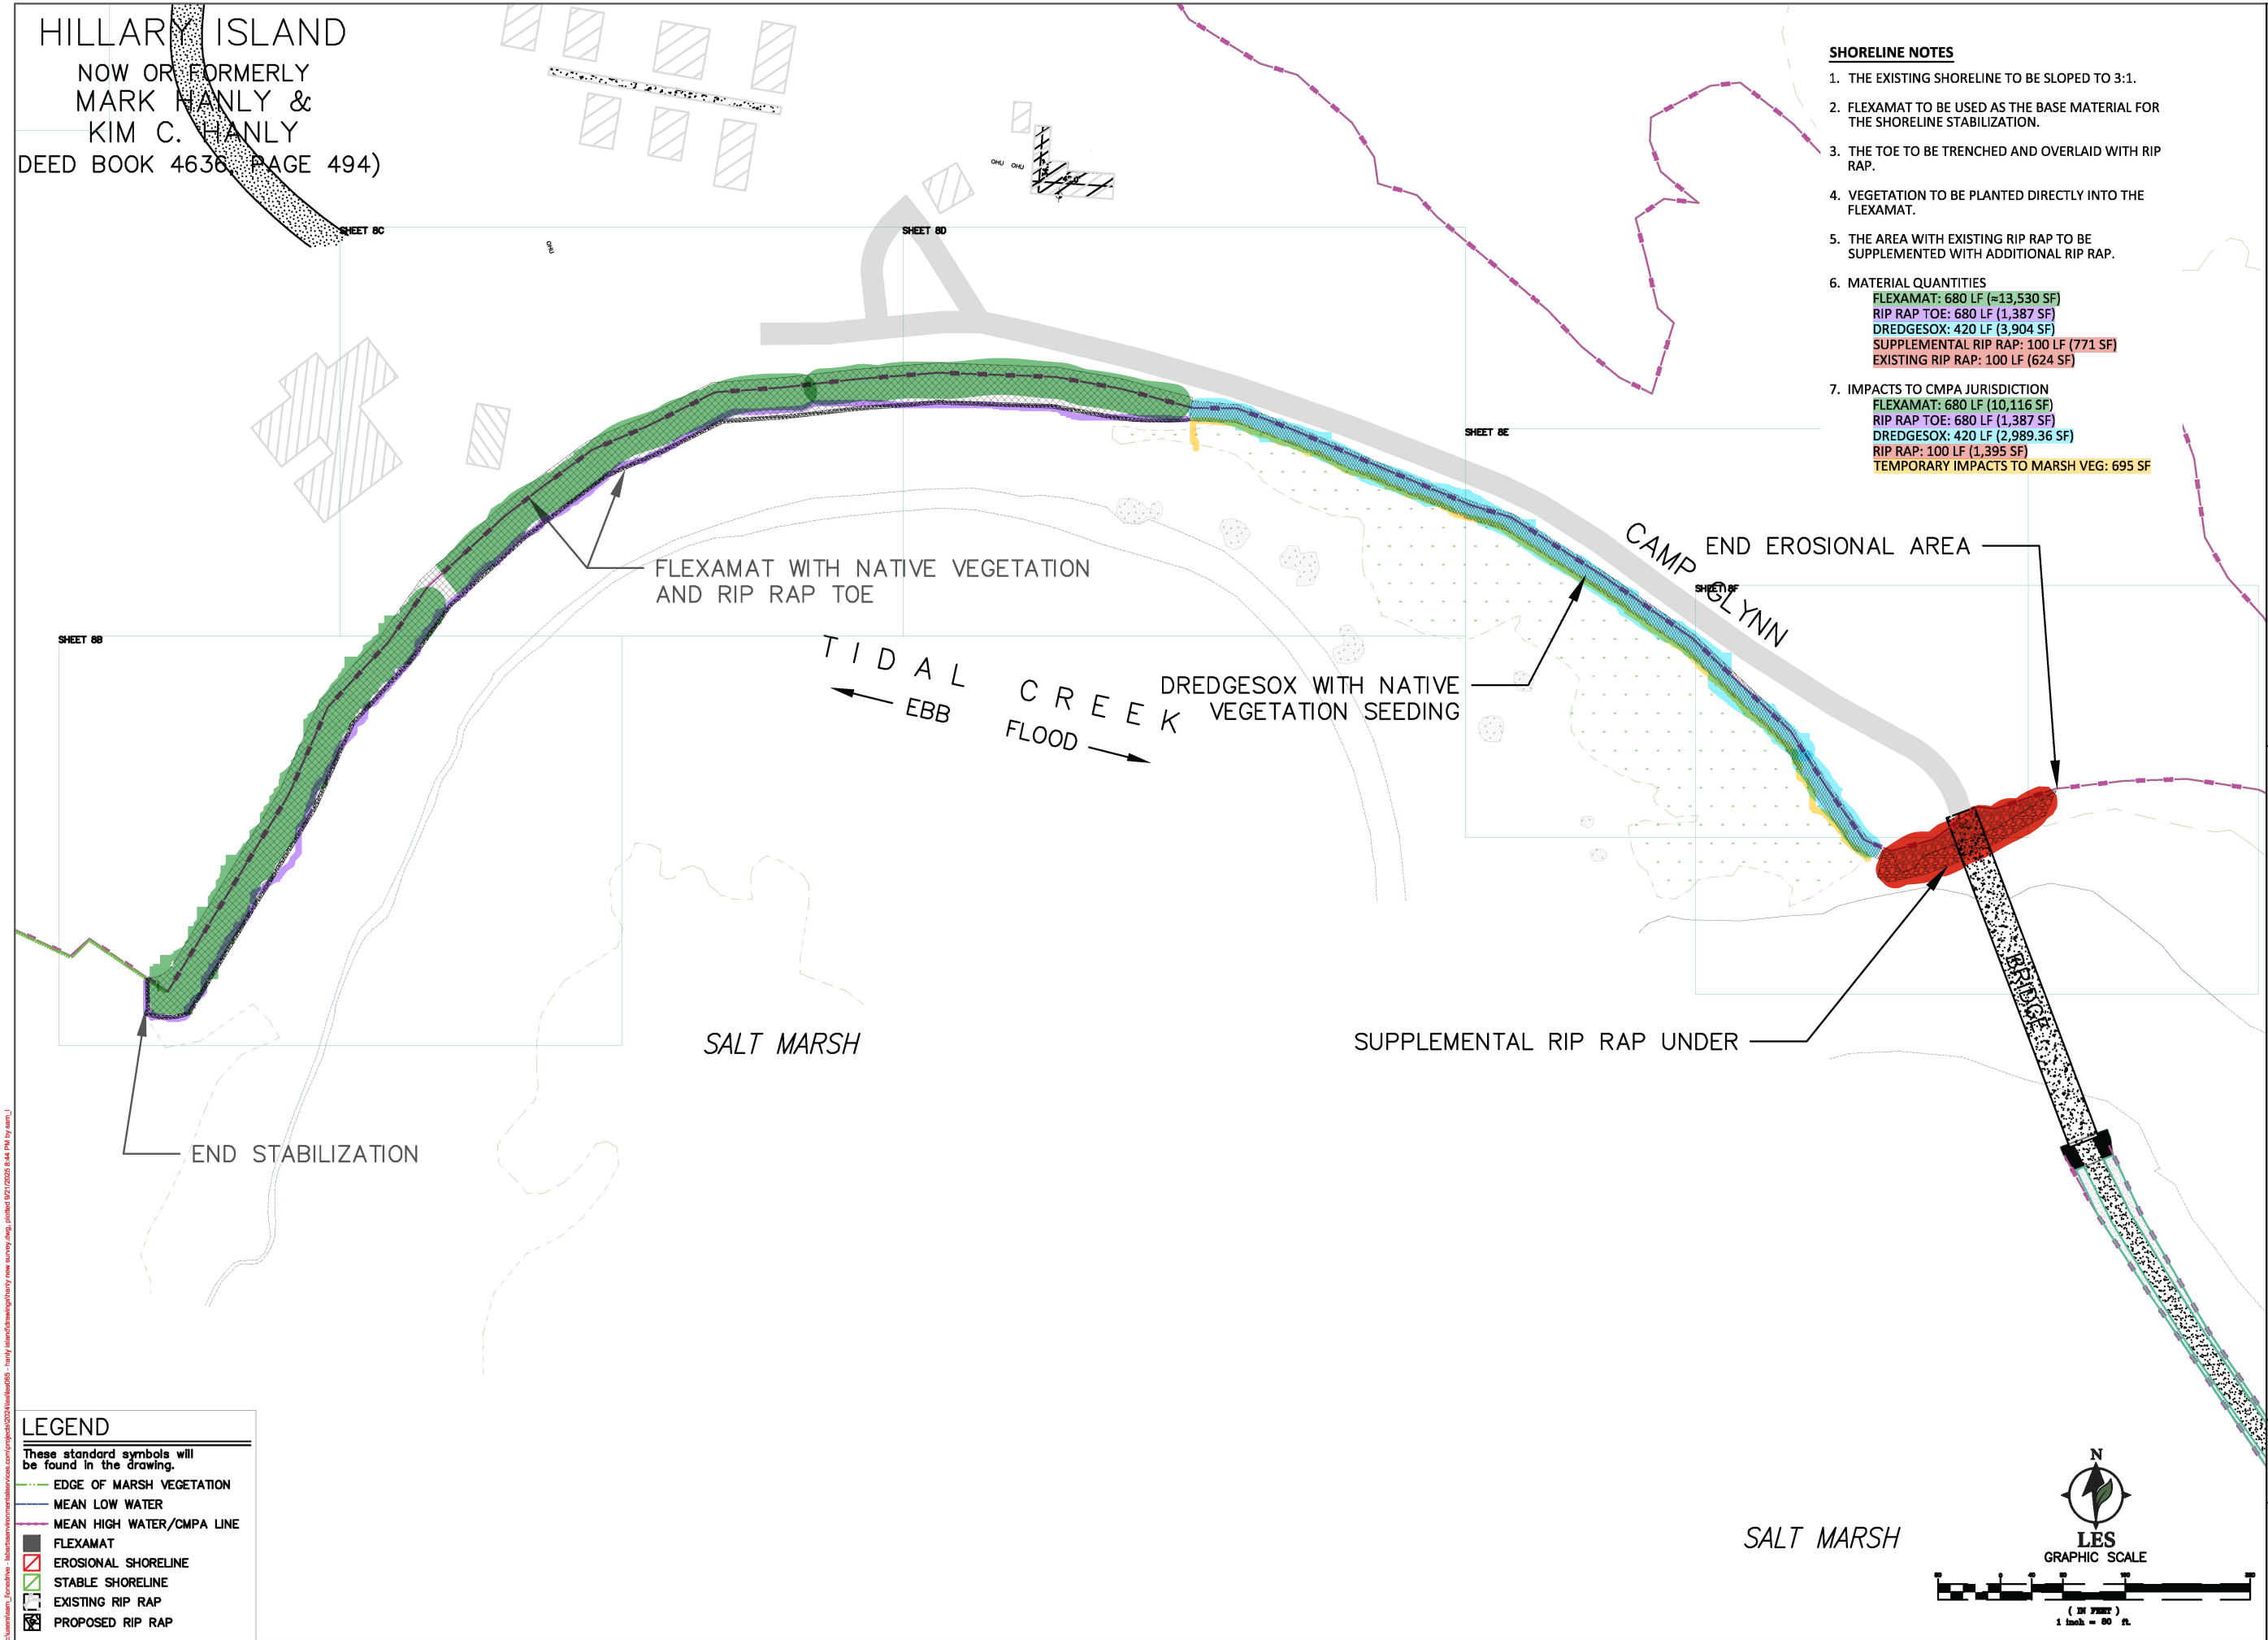 HILLARY ISLAND
NOW OR FORMERLY
MARK HANLY &
KIM C. HANLY
DEED BOOK 4636, PAGE 494)
SHORELINE NOTES
1. THE EXISTING SHORELINE TO BE SLOPED TO 3:1.
2. FLEXAMAT TO BE USED AS THE BASE MATERIAL FOR
THE SHORELINE STABILIZATION.
3. THE TOE TO BE TRENCHED AND OVERLAID WITH RIP
RAP.
4. VEGETATION TO BE PLANTED DIRECTLY INTO THE
FLEXAMAT.
5. THE AREA WITH EXISTING RIP RAP TO BE
SUPPLEMENTED WITH ADDITIONAL RIP RAP.
6. MATERIAL QUANTITIES
FLEXAMAT: 680 LF (≈13,530 SF)
RIP RAP TOE: 680 LF (1,387 SF)
DREDGESOX: 420 LF (3,904 SF)
SUPPLEMENTAL RIP RAP: 100 LF (771 SF)
EXISTING RIP RAP: 100 LF (624 SF)
7. IMPACTS TO CMPA JURISDICTION
FLEXAMAT: 680 LF (10,116 SF)
RIP RAP TOE: 680 LF (1,387 SF)
DREDGESOX: 420 LF (2,989.36 SF)
RIP RAP: 100 LF (1,395 SF)
TEMPORARY IMPACTS TO MARSH VEG: 695 SF
OHU OHU
OHU
SHEET 8C
SHEET 8D
SHEET 8E
SHEET 8F
SHEET 8B
CAMP GLYNN
END EROSIONAL AREA
FLEXAMAT WITH NATIVE VEGETATION
AND RIP RAP TOE
TIDAL CREEK
EBB
FLOOD
DREDGESOX WITH NATIVE
VEGETATION SEEDING
BRIDGE
SALT MARSH
SUPPLEMENTAL RIP RAP UNDER
END STABILIZATION
LEGEND
These standard symbols will
be found in the drawing.
EDGE OF MARSH VEGETATION
MEAN LOW WATER
MEAN HIGH WATER/CMPA LINE
FLEXAMAT
EROSIONAL SHORELINE
STABLE SHORELINE
EXISTING RIP RAP
PROPOSED RIP RAP
SALT MARSH
N
LES
GRAPHIC SCALE
( IN FEET )
1 inch = 80 ft.